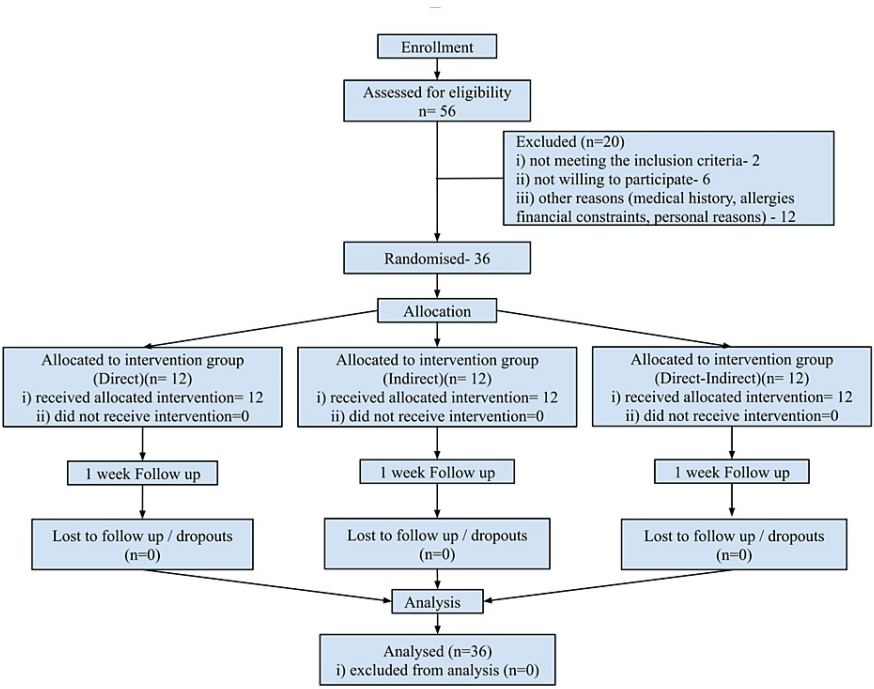 Enrollment
Assessed for eligibility
n= 56
Excluded (n=20)
i) not meeting the inclusion criteria- 2
ii) not willing to participate- 6
iii) other reasons (medical history, allergies
financial constraints, personal reasons) - 12
Randomised- 36
Allocation
Allocated to intervention group
(Direct)(n= 12)
i) received allocated intervention= 12
ii) did not receive intervention=0
Allocated to intervention group
(Indirect)(n= 12)
i) received allocated intervention= 12
ii) did not receive intervention=0
Allocated to intervention group
(Direct-Indirect)(n= 12)
i) received allocated intervention= 12
ii) did not receive intervention=0
1 week Follow up
1 week Follow up
1 week Follow up
Lost to follow up / dropouts
(n=0)
Lost to follow up / dropouts
(n=0)
Lost to follow up / dropouts
(n=0)
Analysis
Analysed (n=36)
i) excluded from analysis (n=0)